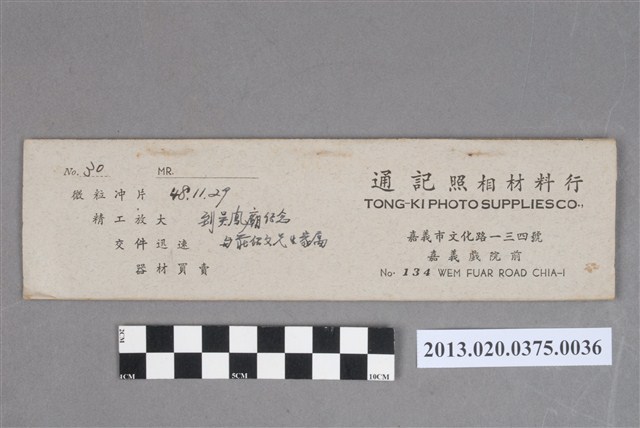 No. 30 MR.
微粒冲片 48.11.29
精工放大 到吳鳳廟紀念
交件迅速
器材買賣
通記照相材料行
TONG-KI PHOTO SUPPLIES CO.,
嘉義市文化路一三四號
嘉義戲院前
No. 134 WEM FUAR ROAD CHIA-I
2CM
1CM 5CM 10CM
2013.020.0375.0036